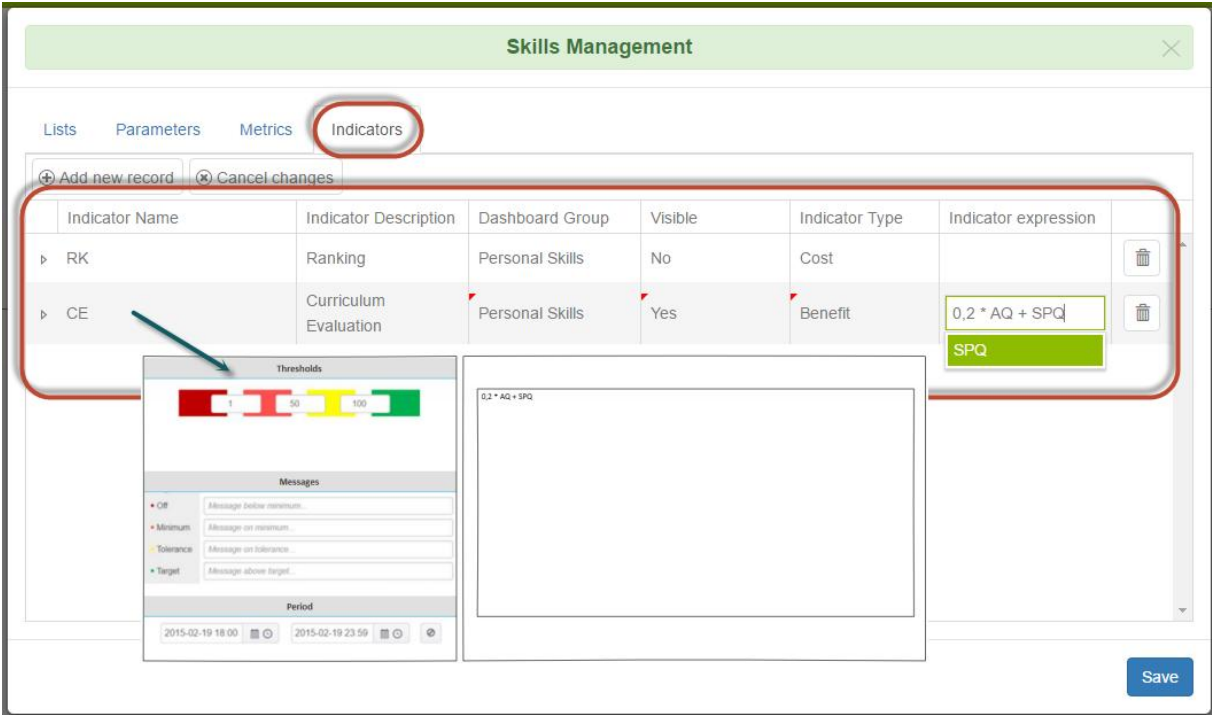 Skills Management
Lists Parameters Metrics Indicators
Add new record Cancel changes
Indicator Name Indicator Description Dashboard Group Visible Indicator Type Indicator expression
RK Ranking Personal Skills No Cost
CE Curriculum Evaluation Personal Skills Yes Benefit 0,2 * AQ + SPQ
SPQ
Thresholds
1 50 100
0,2 * AQ + SPQ
Messages
Off Message below minimum...
Minimum Message on minimum...
Tolerance Message on tolerance...
Target Message above target...
Period
2015-02-19 18:00 2015-02-19 23:59
Save